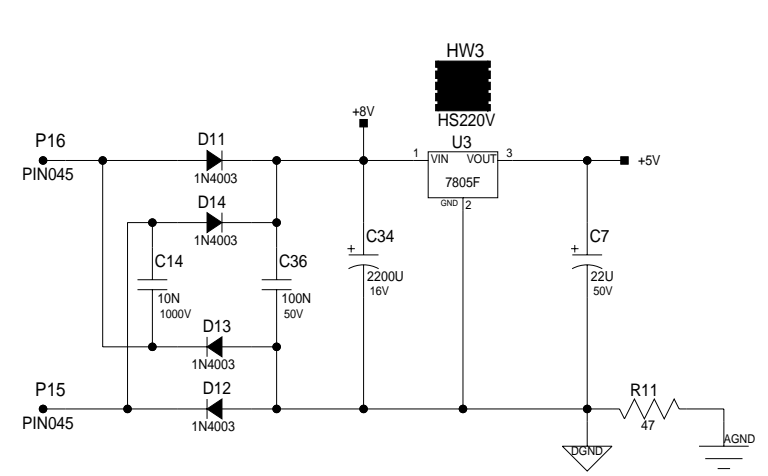 HW3
HS220V
+8V
P16
PIN045
D11
1N4003
U3
1
VIN
VOUT
3
7805F
GND
2
+5V
D14
1N4003
C14
10N
1000V
C36
100N
50V
+
C34
2200U
16V
+
C7
22U
50V
D13
1N4003
P15
PIN045
D12
1N4003
R11
47
DGND
AGND